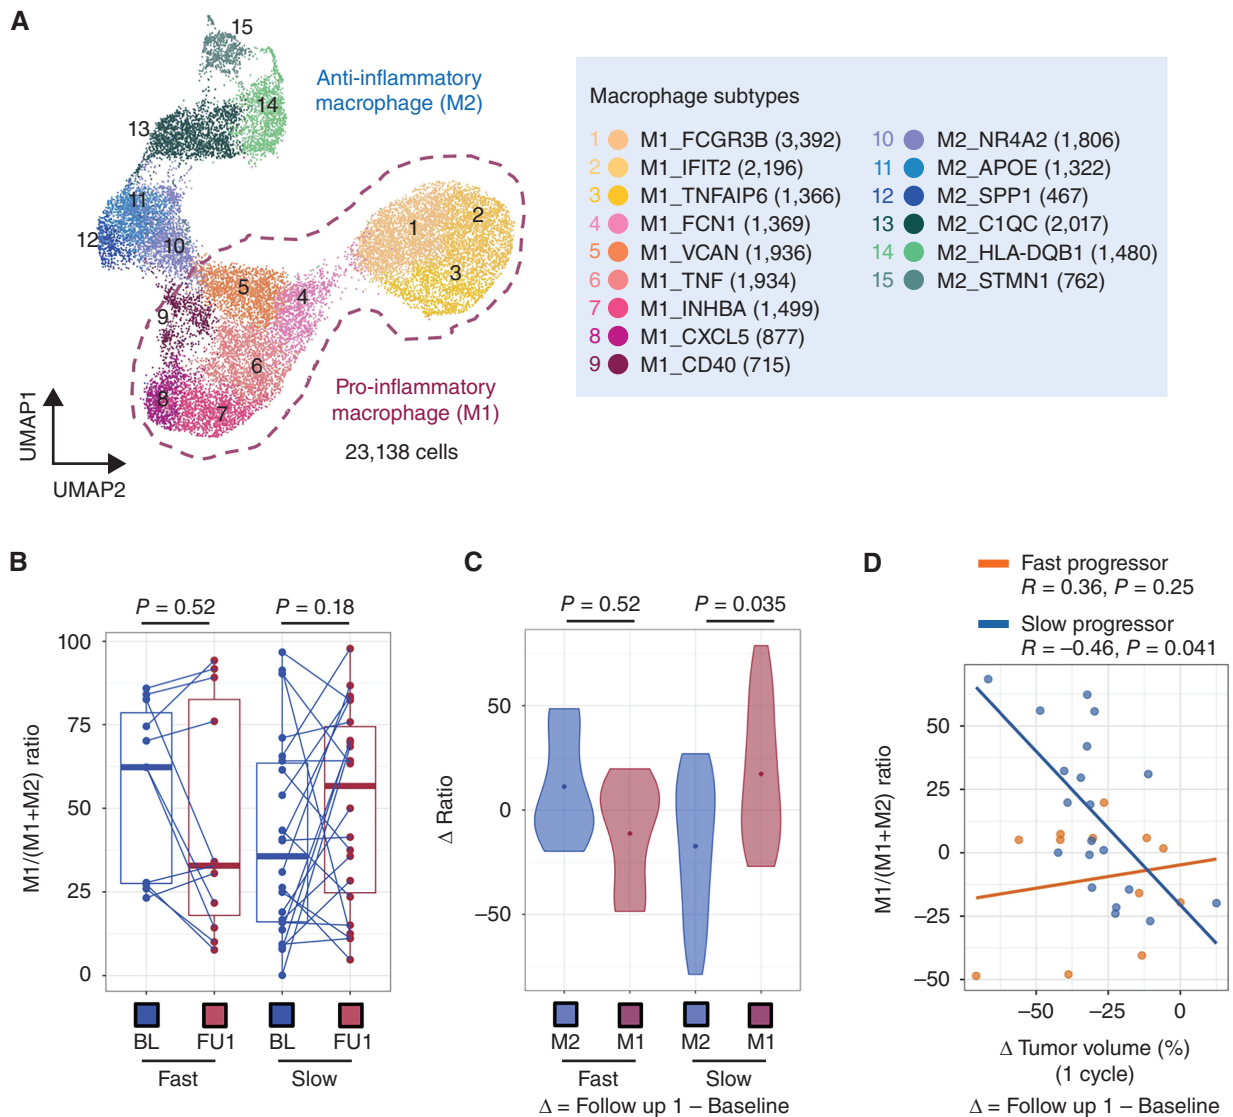 A
15
Anti-inflammatory
macrophage (M2)
14
13
11
12
10
1
2
3
5
4
9
6
8
7
Pro-inflammatory
macrophage (M1)
23,138 cells
UMAP1
UMAP2
Macrophage subtypes
1 M1_FCGR3B (3,392)
2 M1_IFIT2 (2,196)
3 M1_TNFAIP6 (1,366)
4 M1_FCN1 (1,369)
5 M1_VCAN (1,936)
6 M1_TNF (1,934)
7 M1_INHBA (1,499)
8 M1_CXCL5 (877)
9 M1_CD40 (715)
10 M2_NR4A2 (1,806)
11 M2_APOE (1,322)
12 M2_SPP1 (467)
13 M2_C1QC (2,017)
14 M2_HLA-DQB1 (1,480)
15 M2_STMN1 (762)
B
P = 0.52
P = 0.18
M1/(M1+M2) ratio
100
75
50
25
0
BL FU1 BL FU1
Fast Slow
C
P = 0.52
P = 0.035
Δ Ratio
50
0
−50
M2 M1 M2 M1
Fast Slow
Δ = Follow up 1 – Baseline
D
Fast progressor
R = 0.36, P = 0.25
Slow progressor
R = –0.46, P = 0.041
M1/(M1+M2) ratio
50
25
0
−25
−50
−50 −25 0
Δ Tumor volume (%)
(1 cycle)
Δ = Follow up 1 – Baseline